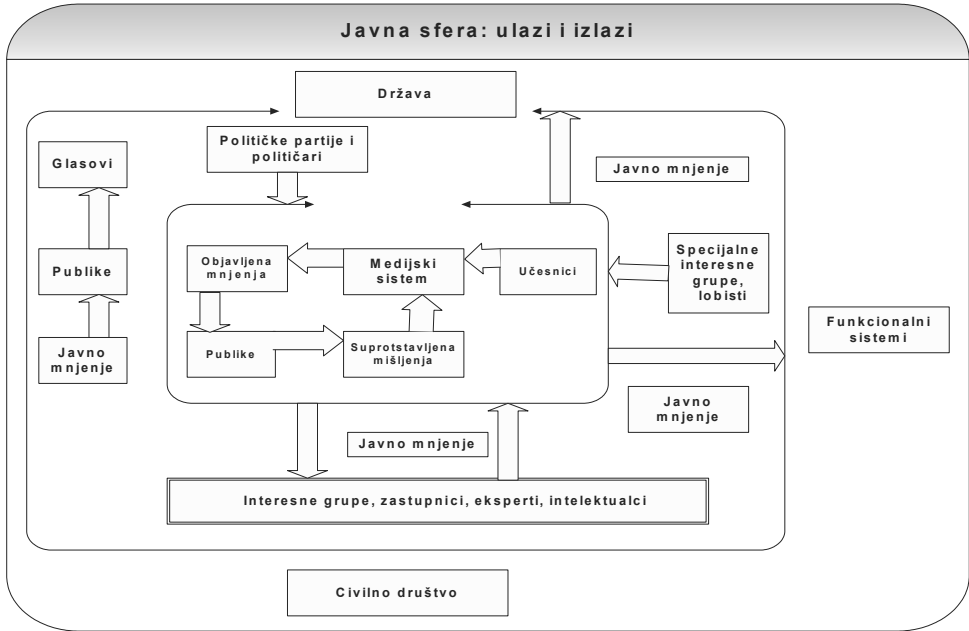 Javna sfera: ulazi i izlazi
Država
Političke partije i
političari
Glasovi
Javno mnjenje
Publike
Objavljena
mnjenja
Medijski
sistem
Učesnici
Specijalne
interesne
grupe,
lobisti
Funkcionalni
sistemi
Javno
mnjenje
Publike
Suprotstavljena
mišljenja
Javno
mnjenje
Javno mnjenje
Interesne grupe, zastupnici, eksperti, intelektualci
Civilno društvo